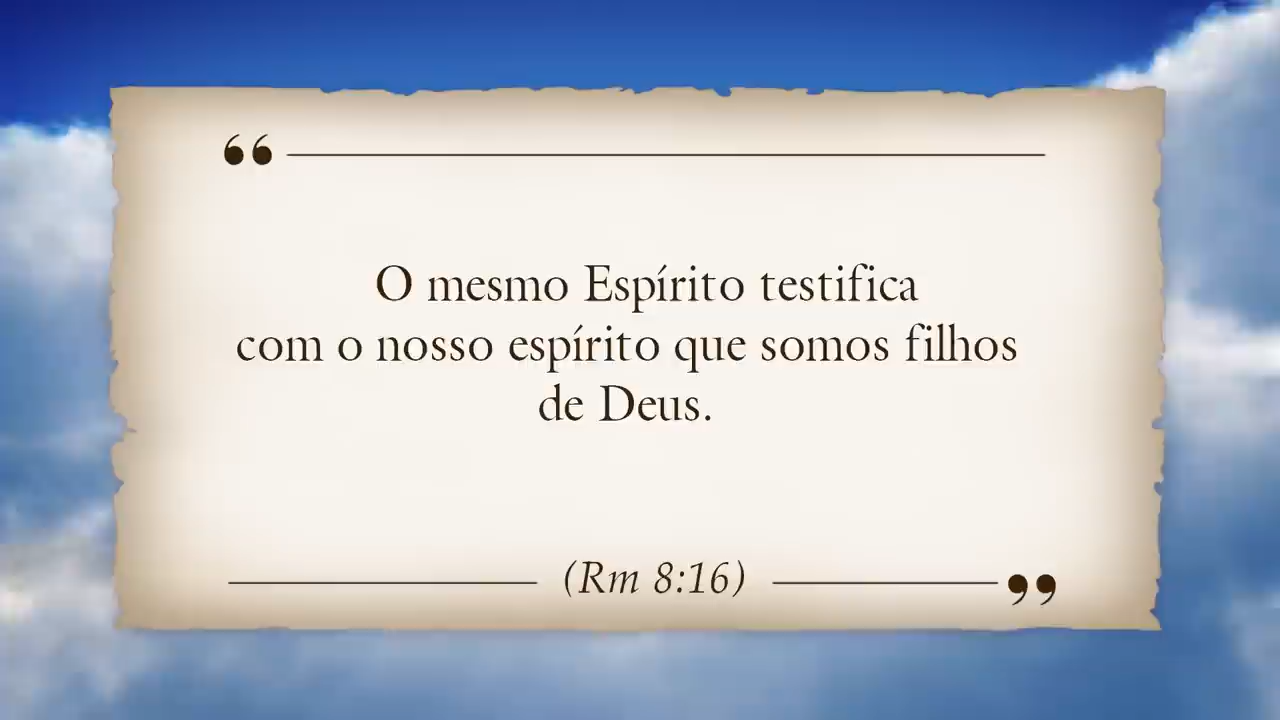 “
O mesmo Espírito testifica
com o nosso espírito que somos filhos
de Deus.
(Rm 8:16)
”